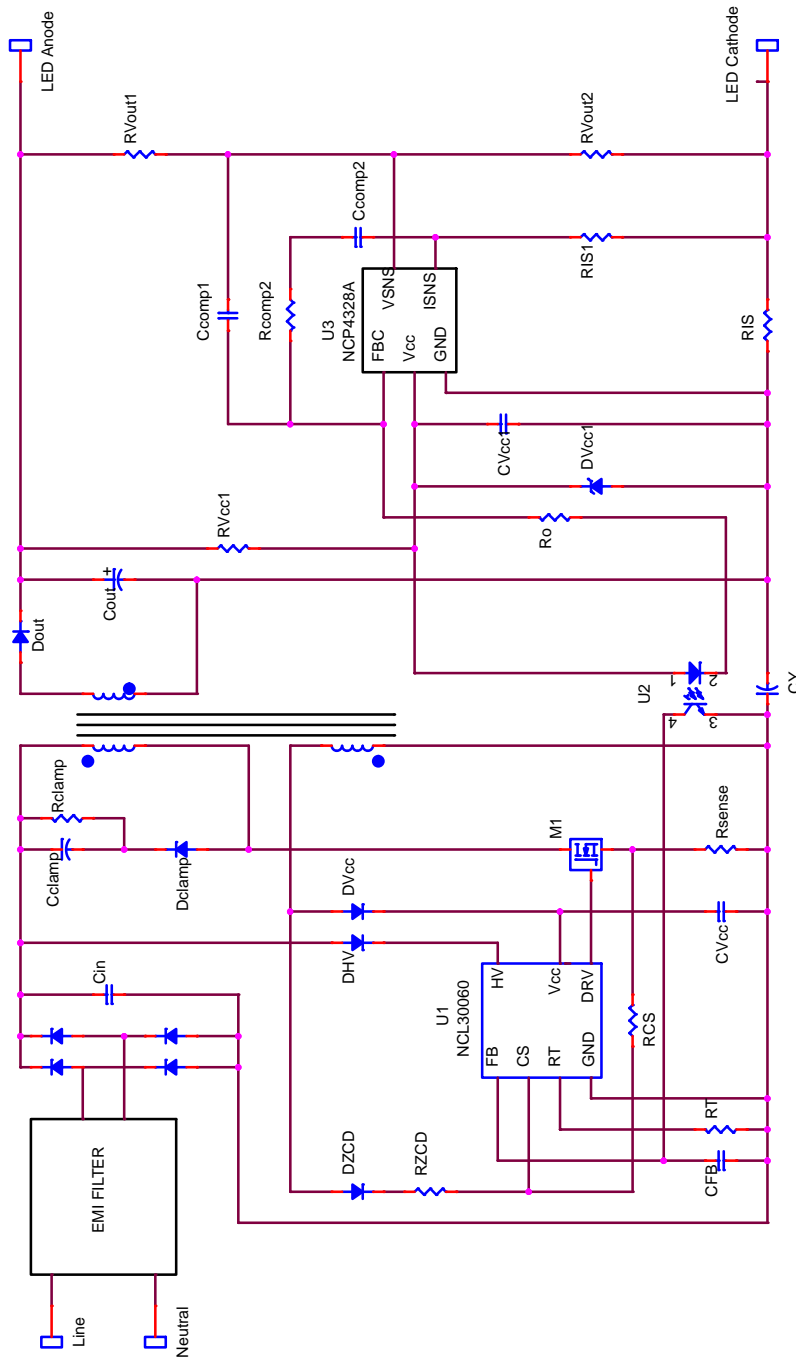 Line
Neutral
EMI FILTER
Cin
Cclamp
Rclamp
Dclamp
Dout
Cout
+
RVcc1
RVout1
LED Anode
DHV
DVcc
DZCD
RZCD
U1
NCL30060
FB
CS
RT
GND
HV
Vcc
DRV
M1
RCS
Rsense
CVcc
CFB
RT
U2
1
2
3
4
CY
Ro
DVcc1
CVcc1
Ccomp1
Rcomp2
Ccomp2
U3
NCP4328A
FBC
Vcc
GND
VSNS
ISNS
RIS1
RIS
RVout2
LED Cathode